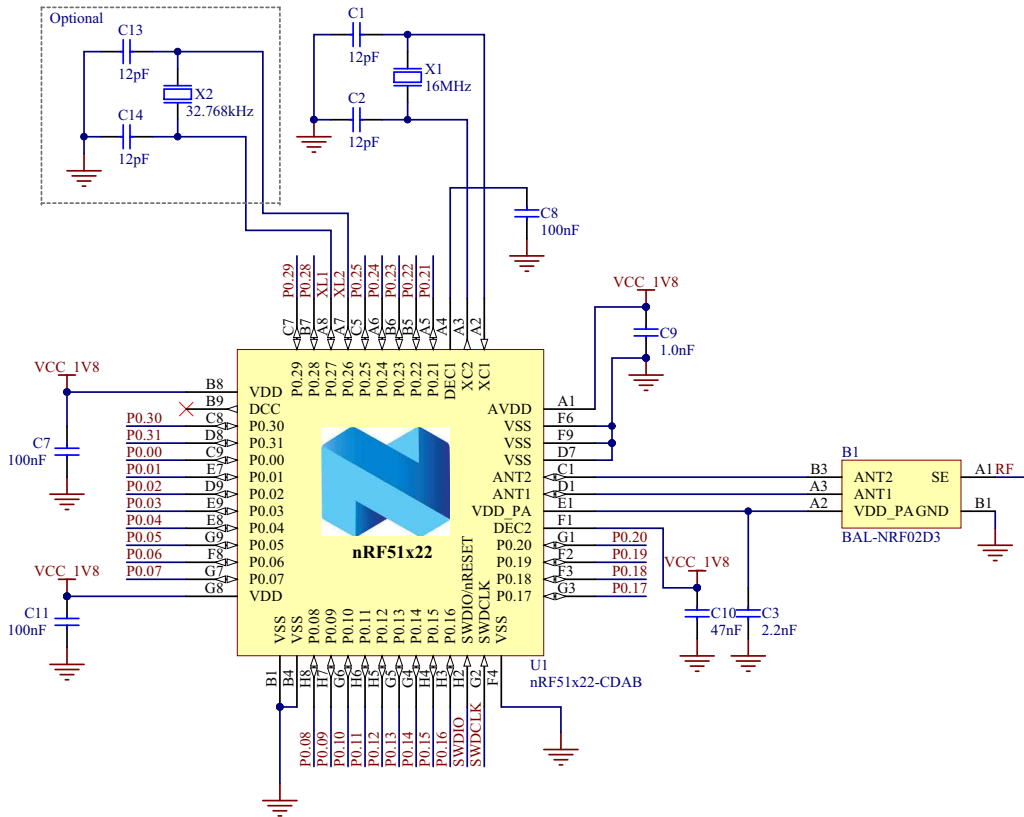 Optional
C13
12pF
X2
32.768kHz
C14
12pF
C1
12pF
X1
16MHz
C2
12pF
C8
100nF
P0.29
P0.28
XL1
XL2
P0.25
P0.24
P0.23
P0.22
P0.21
C7
B7
A8
A7
C5
A6
B6
B5
A5
A4
A3
A2
P0.29
P0.28
P0.27
P0.26
P0.25
P0.24
P0.23
P0.22
P0.21
DEC1
XC2
XC1
VCC_1V8
C9
1.0nF
VCC_1V8
C7
100nF
B8 VDD
B9 DCC
P0.30 C8 P0.30
P0.31 D8 P0.31
P0.00 C9 P0.00
P0.01 E7 P0.01
P0.02 D9 P0.02
P0.03 E9 P0.03
P0.04 E8 P0.04
P0.05 G9 P0.05
P0.06 F8 P0.06
P0.07 G7 P0.07
G8 VDD
VCC_1V8
C11
100nF
nRF51x22
AVDD A1
VSS F6
VSS F9
VSS D7
ANT2 C1
ANT1 D1
VDD_PA E1
DEC2 F1
P0.20 G1 P0.20
P0.19 F2 P0.19
P0.18 F3 P0.18
P0.17 G3 P0.17
B1
B3 ANT2 SE A1 RF
A3 ANT1
A2 VDD_PA GND B1
BAL-NRF02D3
VCC_1V8
C10
47nF
C3
2.2nF
VSS
VSS
P0.08
P0.09
P0.10
P0.11
P0.12
P0.13
P0.14
P0.15
P0.16
SWDIO/nRESET
SWDCLK
VSS
U1
nRF51x22-CDAB
B1
B4
H8
H7
G6
H6
H5
G5
G4
H4
H3
H2
G2
F4
P0.08
P0.09
P0.10
P0.11
P0.12
P0.13
P0.14
P0.15
P0.16
SWDIO
SWDCLK